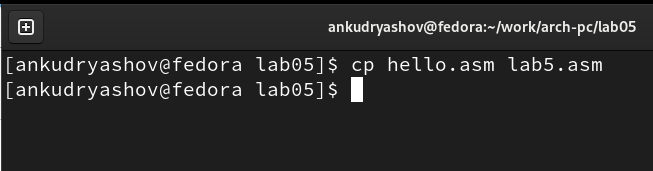 ankudryashov@fedora:~/work/arch-pc/lab05
[ankudryashov@fedora lab05]$ cp hello.asm lab5.asm
[ankudryashov@fedora lab05]$